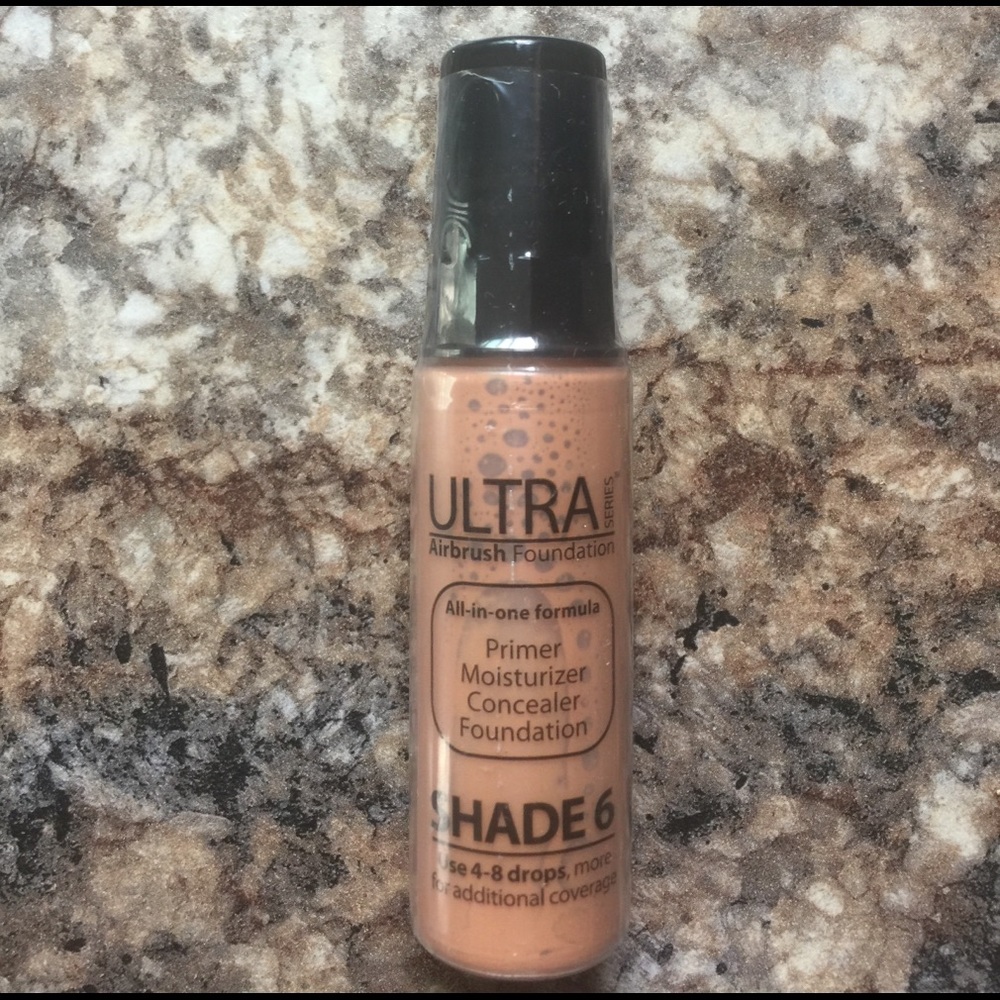 ULTRA SERIES
Airbrush Foundation
All-in-one formula
Primer
Moisturizer
Concealer
Foundation
SHADE 6
use 4-8 drops, more
for additional coverage